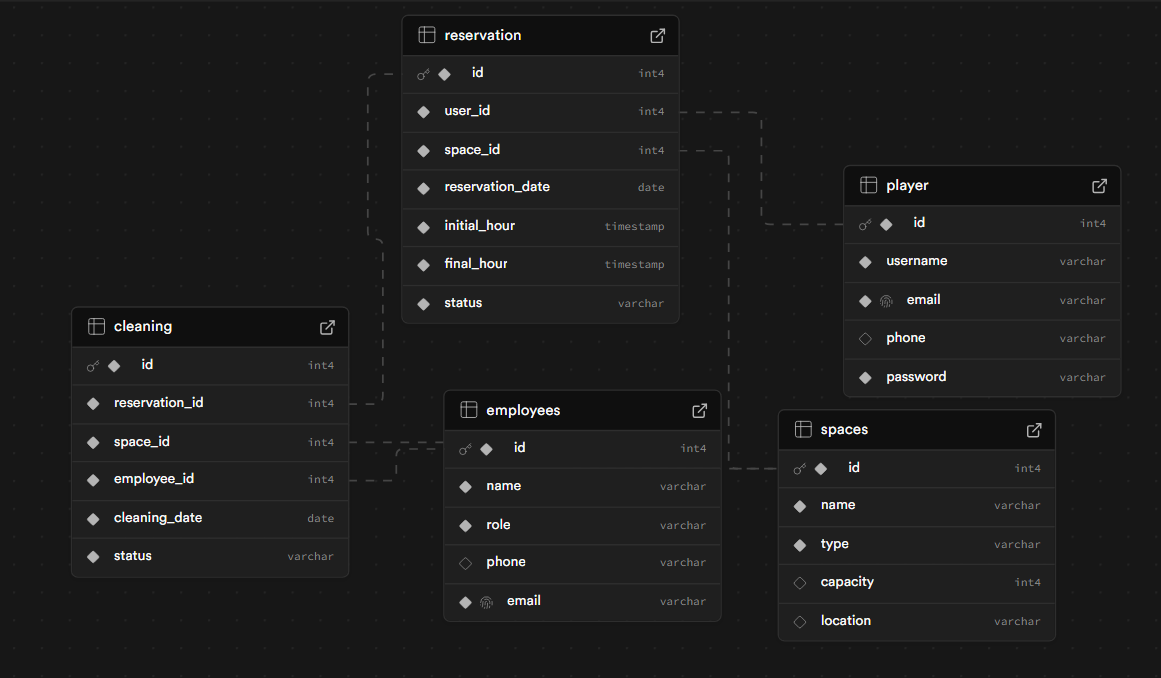 reservation
id int4
user_id int4
space_id int4
reservation_date date
initial_hour timestamp
final_hour timestamp
status varchar
player
id int4
username varchar
email varchar
phone varchar
password varchar
cleaning
id int4
reservation_id int4
space_id int4
employee_id int4
cleaning_date date
status varchar
employees
id int4
name varchar
role varchar
phone varchar
email varchar
spaces
id int4
name varchar
type varchar
capacity int4
location varchar